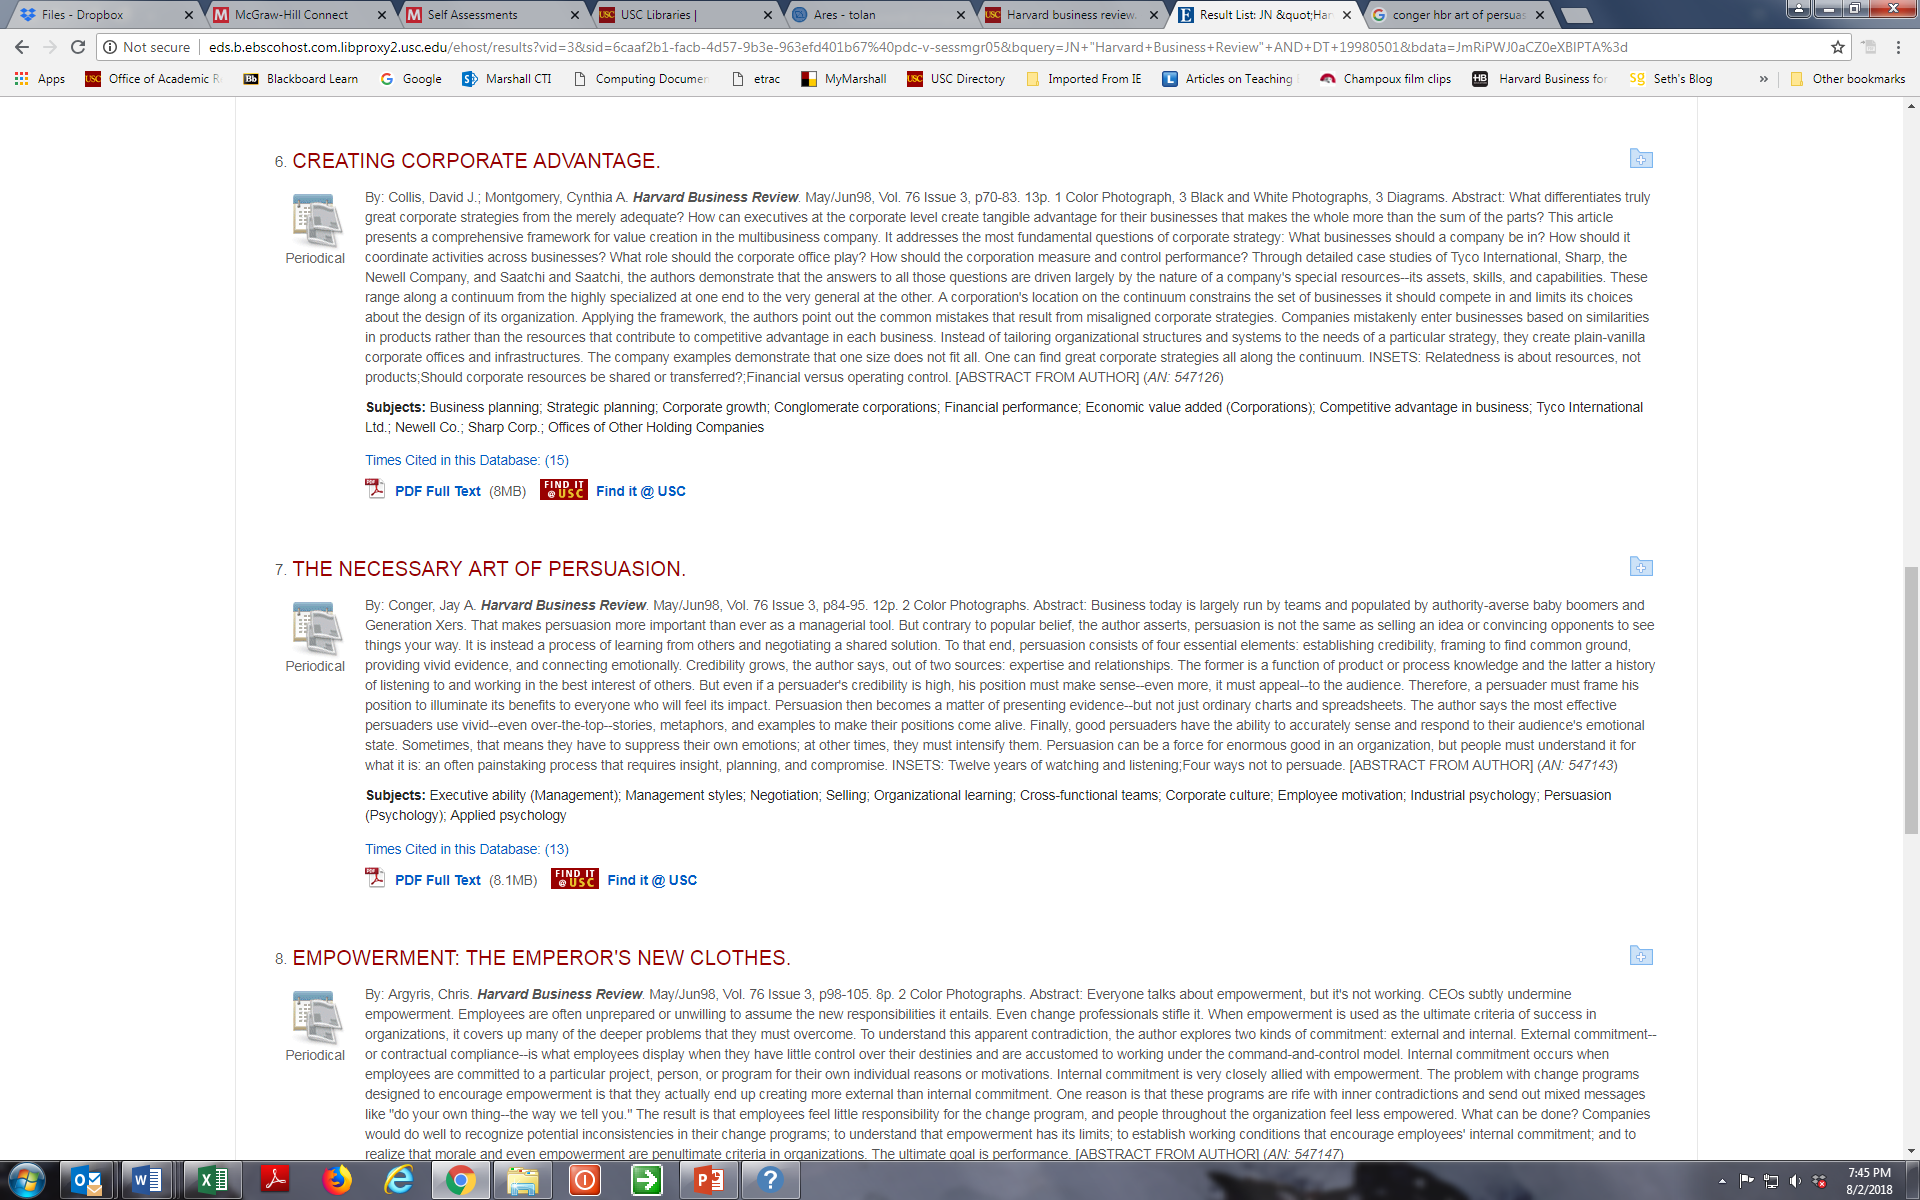 Files - Dropbox
McGraw-Hill Connect
Self Assessments
USC Libraries |
Ares - tolan
Harvard business review.
Result List: JN &quot;Har
conger hbr art of persuas
Not secure | eds.b.ebscohost.com.libproxy2.usc.edu/ehost/results?vid=3&sid=6caaf2b1-facb-4d57-9b3e-963efd401b67%40pdc-v-sessmgr05&bquery=JN+"Harvard+Business+Review"+AND+DT+19980501&bdata=JmRiPWJ0aCZ0eXBlPTA%3d
Apps
Office of Academic R
Blackboard Learn
Google
Marshall CTI
Computing Documen
etrac
MyMarshall
USC Directory
Imported From IE
Articles on Teaching
Champoux film clips
Harvard Business for
Seth's Blog
»
Other bookmarks
6. CREATING CORPORATE ADVANTAGE.
Periodical
By: Collis, David J.; Montgomery, Cynthia A. Harvard Business Review. May/Jun98, Vol. 76 Issue 3, p70-83. 13p. 1 Color Photograph, 3 Black and White Photographs, 3 Diagrams. Abstract: What differentiates truly
great corporate strategies from the merely adequate? How can executives at the corporate level create tangible advantage for their businesses that makes the whole more than the sum of the parts? This article
presents a comprehensive framework for value creation in the multibusiness company. It addresses the most fundamental questions of corporate strategy: What businesses should a company be in? How should it
coordinate activities across businesses? What role should the corporate office play? How should the corporation measure and control performance? Through detailed case studies of Tyco International, Sharp, the
Newell Company, and Saatchi and Saatchi, the authors demonstrate that the answers to all those questions are driven largely by the nature of a company's special resources--its assets, skills, and capabilities. These
range along a continuum from the highly specialized at one end to the very general at the other. A corporation's location on the continuum constrains the set of businesses it should compete in and limits its choices
about the design of its organization. Applying the framework, the authors point out the common mistakes that result from misaligned corporate strategies. Companies mistakenly enter businesses based on similarities
in products rather than the resources that contribute to competitive advantage in each business. Instead of tailoring organizational structures and systems to the needs of a particular strategy, they create plain-vanilla
corporate offices and infrastructures. The company examples demonstrate that one size does not fit all. One can find great corporate strategies all along the continuum. INSETS: Relatedness is about resources, not
products;Should corporate resources be shared or transferred?;Financial versus operating control. [ABSTRACT FROM AUTHOR] (AN: 547126)
Subjects: Business planning; Strategic planning; Corporate growth; Conglomerate corporations; Financial performance; Economic value added (Corporations); Competitive advantage in business; Tyco International
Ltd.; Newell Co.; Sharp Corp.; Offices of Other Holding Companies
Times Cited in this Database: (15)
PDF Full Text (8MB) FIND IT @ USC Find it @ USC
7. THE NECESSARY ART OF PERSUASION.
Periodical
By: Conger, Jay A. Harvard Business Review. May/Jun98, Vol. 76 Issue 3, p84-95. 12p. 2 Color Photographs. Abstract: Business today is largely run by teams and populated by authority-averse baby boomers and
Generation Xers. That makes persuasion more important than ever as a managerial tool. But contrary to popular belief, the author asserts, persuasion is not the same as selling an idea or convincing opponents to see
things your way. It is instead a process of learning from others and negotiating a shared solution. To that end, persuasion consists of four essential elements: establishing credibility, framing to find common ground,
providing vivid evidence, and connecting emotionally. Credibility grows, the author says, out of two sources: expertise and relationships. The former is a function of product or process knowledge and the latter a history
of listening to and working in the best interest of others. But even if a persuader's credibility is high, his position must make sense--even more, it must appeal--to the audience. Therefore, a persuader must frame his
position to illuminate its benefits to everyone who will feel its impact. Persuasion then becomes a matter of presenting evidence--but not just ordinary charts and spreadsheets. The author says the most effective
persuaders use vivid--even over-the-top--stories, metaphors, and examples to make their positions come alive. Finally, good persuaders have the ability to accurately sense and respond to their audience's emotional
state. Sometimes, that means they have to suppress their own emotions; at other times, they must intensify them. Persuasion can be a force for enormous good in an organization, but people must understand it for
what it is: an often painstaking process that requires insight, planning, and compromise. INSETS: Twelve years of watching and listening;Four ways not to persuade. [ABSTRACT FROM AUTHOR] (AN: 547143)
Subjects: Executive ability (Management); Management styles; Negotiation; Selling; Organizational learning; Cross-functional teams; Corporate culture; Employee motivation; Industrial psychology; Persuasion
(Psychology); Applied psychology
Times Cited in this Database: (13)
PDF Full Text (8.1MB) FIND IT @ USC Find it @ USC
8. EMPOWERMENT: THE EMPEROR'S NEW CLOTHES.
Periodical
By: Argyris, Chris. Harvard Business Review. May/Jun98, Vol. 76 Issue 3, p98-105. 8p. 2 Color Photographs. Abstract: Everyone talks about empowerment, but it's not working. CEOs subtly undermine
empowerment. Employees are often unprepared or unwilling to assume the new responsibilities it entails. Even change professionals stifle it. When empowerment is used as the ultimate criteria of success in
organizations, it covers up many of the deeper problems that they must overcome. To understand this apparent contradiction, the author explores two kinds of commitment: external and internal. External commitment--
or contractual compliance--is what employees display when they have little control over their destinies and are accustomed to working under the command-and-control model. Internal commitment occurs when
employees are committed to a particular project, person, or program for their own individual reasons or motivations. Internal commitment is very closely allied with empowerment. The problem with change programs
designed to encourage empowerment is that they actually end up creating more external than internal commitment. One reason is that these programs are rife with inner contradictions and send out mixed messages
like "do your own thing--the way we tell you." The result is that employees feel little responsibility for the change program, and people throughout the organization feel less empowered. What can be done? Companies
would do well to recognize potential inconsistencies in their change programs; to understand that empowerment has its limits; to establish working conditions that encourage employees' internal commitment; and to
realize that morale and even empowerment are penultimate criteria in organizations. The ultimate goal is performance. [ABSTRACT FROM AUTHOR] (AN: 547147)
7:45 PM
8/2/2018